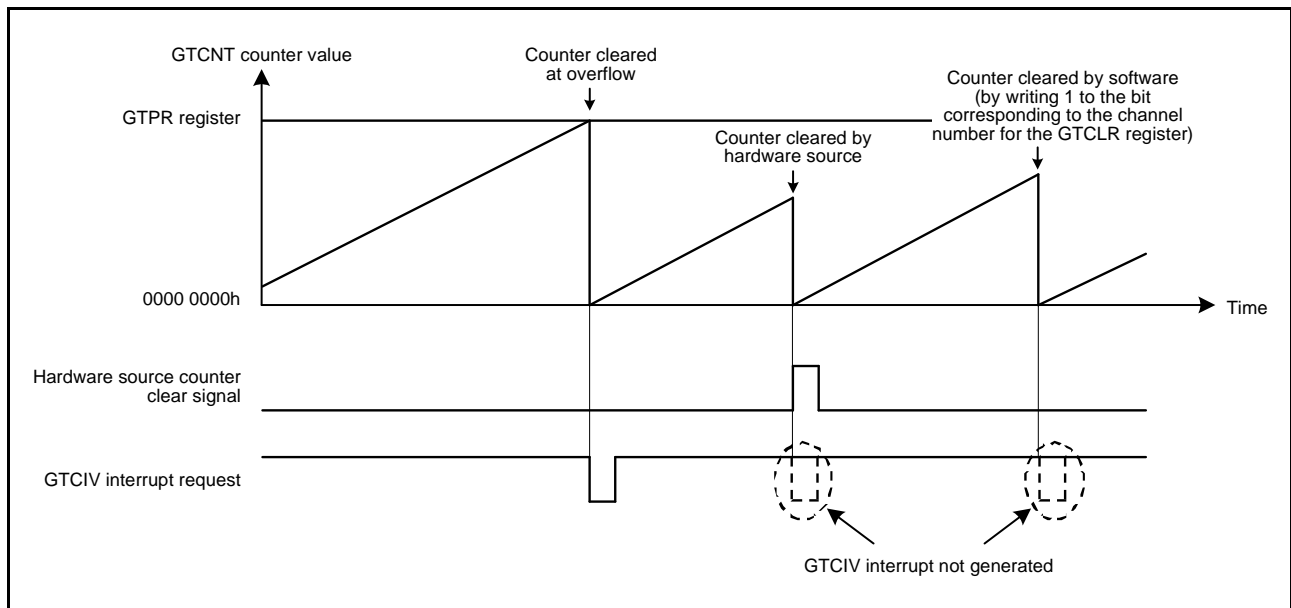 GTCNT counter value
Counter cleared
at overflow
Counter cleared by software
(by writing 1 to the bit
corresponding to the channel
number for the GTCLR register)
GTPR register
Counter cleared by
hardware source
0000 0000h
Time
Hardware source counter
clear signal
GTCIV interrupt request
GTCIV interrupt not generated